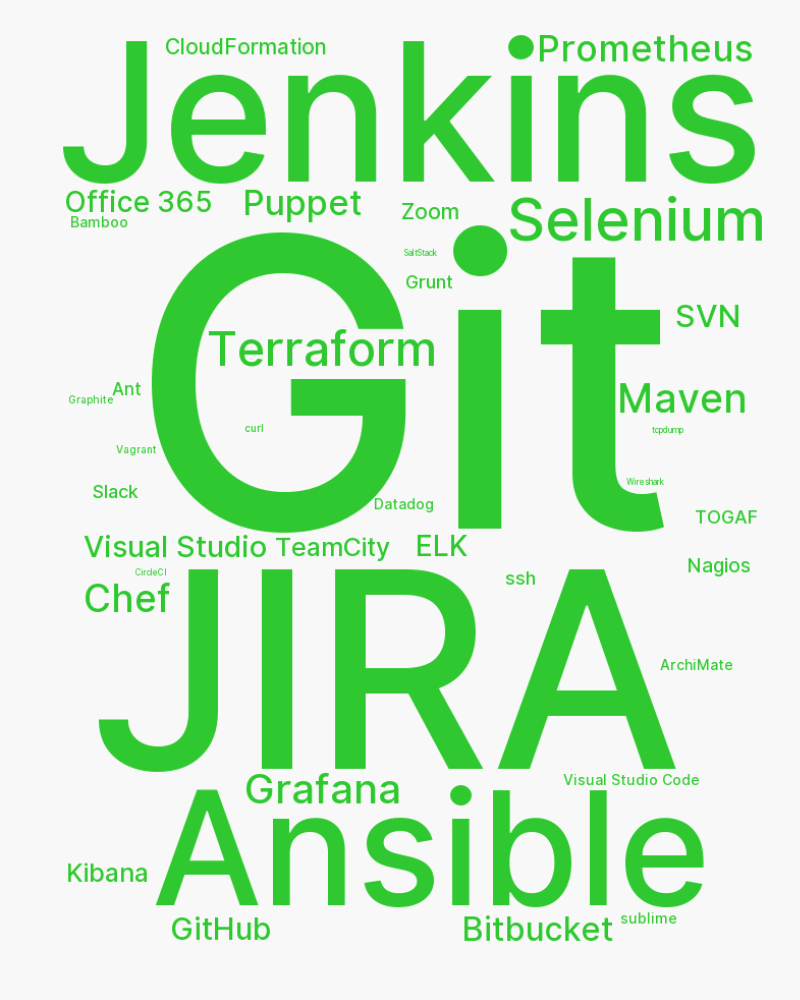 CloudFormation
Prometheus
Jenkins
Office 365
Puppet
Zoom
Selenium
Bamboo
SaltStack
Grunt
Git
SVN
Terraform
Ant
Graphite
Maven
curl
tcpdump
Vagrant
Wireshark
Slack
Datadog
TOGAF
Visual Studio
TeamCity
ELK
Nagios
CircleCI
ssh
Chef
JIRA
ArchiMate
Grafana
Visual Studio Code
Ansible
Kibana
GitHub
Bitbucket
sublime